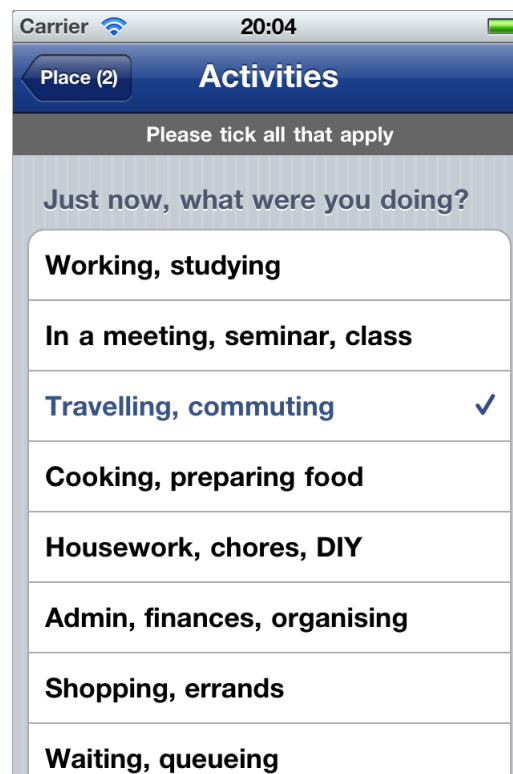 Carrier 20:04
Place (2) Activities
Please tick all that apply
Just now, what were you doing?
Working, studying
In a meeting, seminar, class
Travelling, commuting
Cooking, preparing food
Housework, chores, DIY
Admin, finances, organising
Shopping, errands
Waiting, queueing